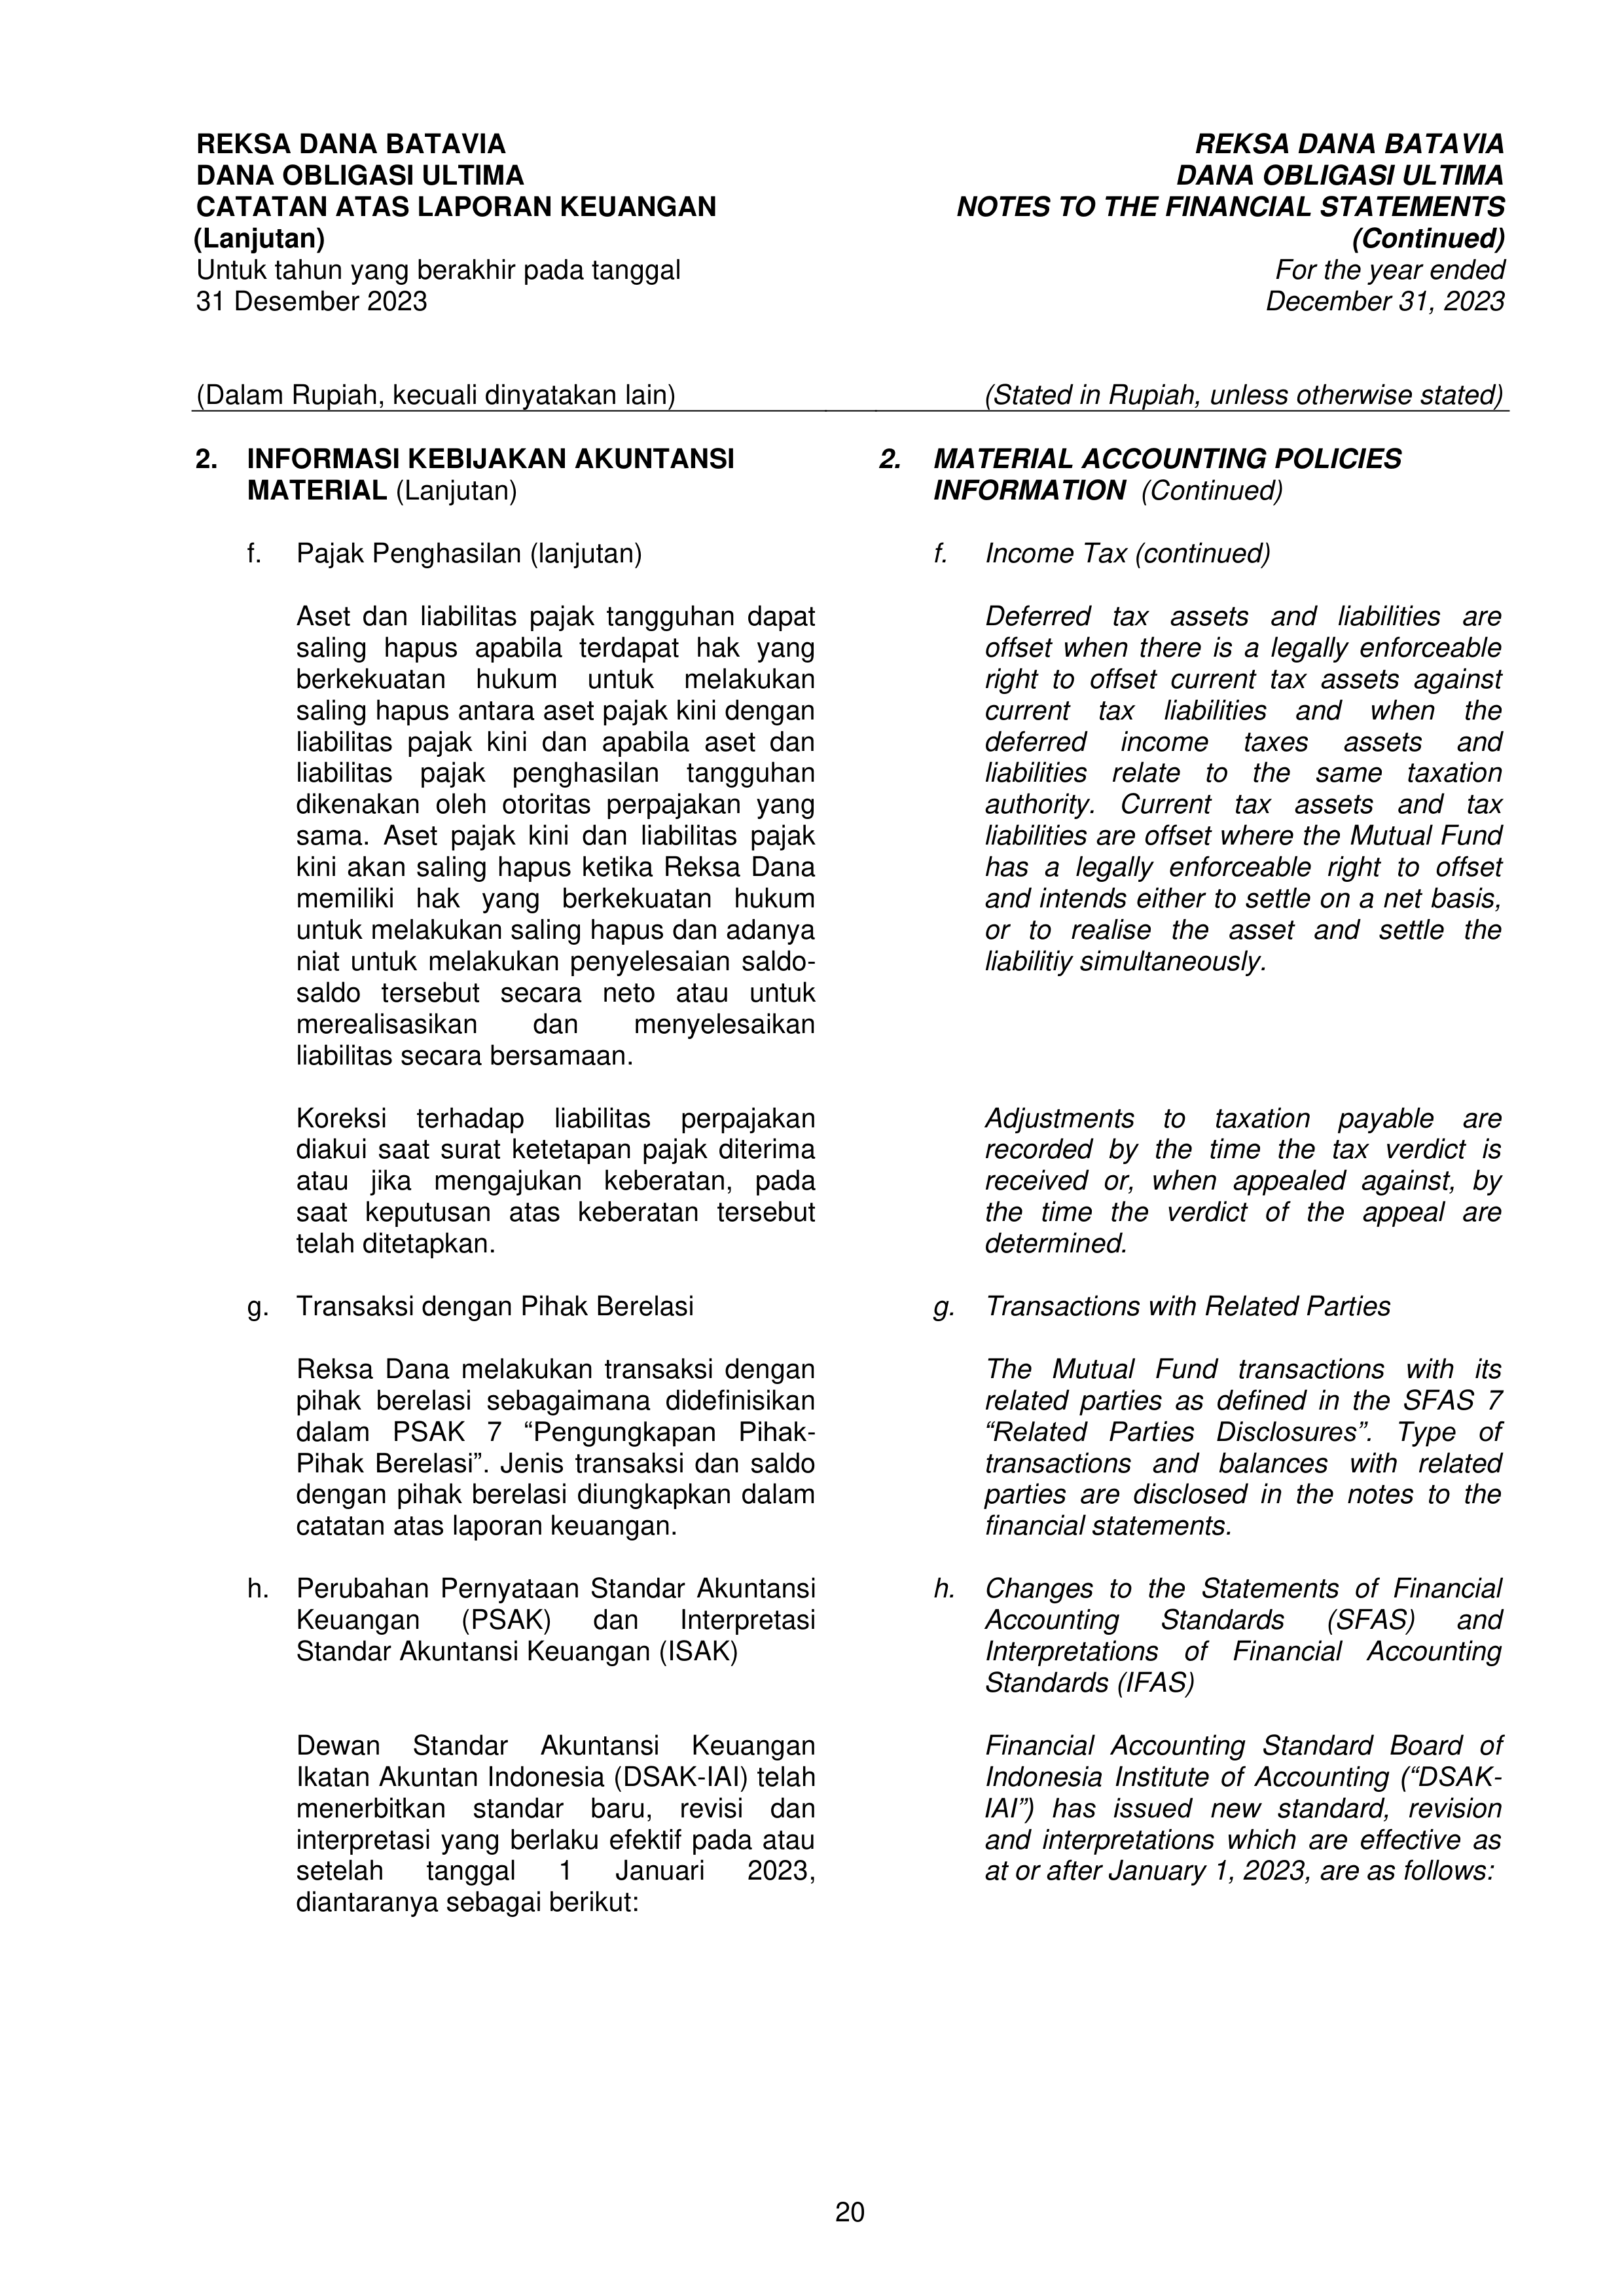 REKSA DANA BATAVIA
DANA OBLIGASI ULTIMA
CATATAN ATAS LAPORAN KEUANGAN
(Lanjutan)
Untuk tahun yang berakhir pada tanggal
31 Desember 2023
REKSA DANA BATAVIA
DANA OBLIGASI ULTIMA
NOTES TO THE FINANCIAL STATEMENTS
(Continued)
For the year ended
December 31, 2023
(Dalam Rupiah, kecuali dinyatakan lain)
(Stated in Rupiah, unless otherwise stated)
2. INFORMASI KEBIJAKAN AKUNTANSI
MATERIAL (Lanjutan)
f. Pajak Penghasilan (lanjutan)
Aset dan liabilitas pajak tangguhan dapat
saling hapus apabila terdapat hak yang
berkekuatan hukum untuk melakukan
saling hapus antara aset pajak kini dengan
liabilitas pajak kini dan apabila aset dan
liabilitas pajak penghasilan tangguhan
dikenakan oleh otoritas perpajakan yang
sama. Aset pajak kini dan liabilitas pajak
kini akan saling hapus ketika Reksa Dana
memiliki hak yang berkekuatan hukum
untuk melakukan saling hapus dan adanya
niat untuk melakukan penyelesaian saldo-
saldo tersebut secara neto atau untuk
merealisasikan dan menyelesaikan
liabilitas secara bersamaan.
Koreksi terhadap liabilitas perpajakan
diakui saat surat ketetapan pajak diterima
atau jika mengajukan keberatan, pada
saat keputusan atas keberatan tersebut
telah ditetapkan.
g. Transaksi dengan Pihak Berelasi
Reksa Dana melakukan transaksi dengan
pihak berelasi sebagaimana didefinisikan
dalam PSAK 7 “Pengungkapan Pihak-
Pihak Berelasi”. Jenis transaksi dan saldo
dengan pihak berelasi diungkapkan dalam
catatan atas laporan keuangan.
h. Perubahan Pernyataan Standar Akuntansi
Keuangan (PSAK) dan Interpretasi
Standar Akuntansi Keuangan (ISAK)
Dewan Standar Akuntansi Keuangan
Ikatan Akuntan Indonesia (DSAK-IAI) telah
menerbitkan standar baru, revisi dan
interpretasi yang berlaku efektif pada atau
setelah tanggal 1 Januari 2023,
diantaranya sebagai berikut:
2. MATERIAL ACCOUNTING POLICIES
INFORMATION (Continued)
f. Income Tax (continued)
Deferred tax assets and liabilities are
offset when there is a legally enforceable
right to offset current tax assets against
current tax liabilities and when the
deferred income taxes assets and
liabilities relate to the same taxation
authority. Current tax assets and tax
liabilities are offset where the Mutual Fund
has a legally enforceable right to offset
and intends either to settle on a net basis,
or to realise the asset and settle the
liabilitiy simultaneously.
Adjustments to taxation payable are
recorded by the time the tax verdict is
received or, when appealed against, by
the time the verdict of the appeal are
determined.
g. Transactions with Related Parties
The Mutual Fund transactions with its
related parties as defined in the SFAS 7
“Related Parties Disclosures”. Type of
transactions and balances with related
parties are disclosed in the notes to the
financial statements.
h. Changes to the Statements of Financial
Accounting Standards (SFAS) and
Interpretations of Financial Accounting
Standards (IFAS)
Financial Accounting Standard Board of
Indonesia Institute of Accounting (“DSAK-
IAI”) has issued new standard, revision
and interpretations which are effective as
at or after January 1, 2023, are as follows:
20